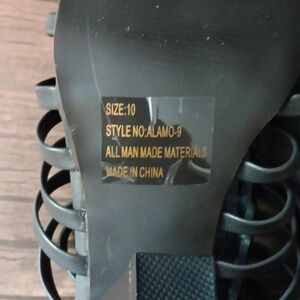 SIZE:10
STYLE NO:ALAMO-9
ALL MAN MADE MATERIALS
MADE IN CHINA